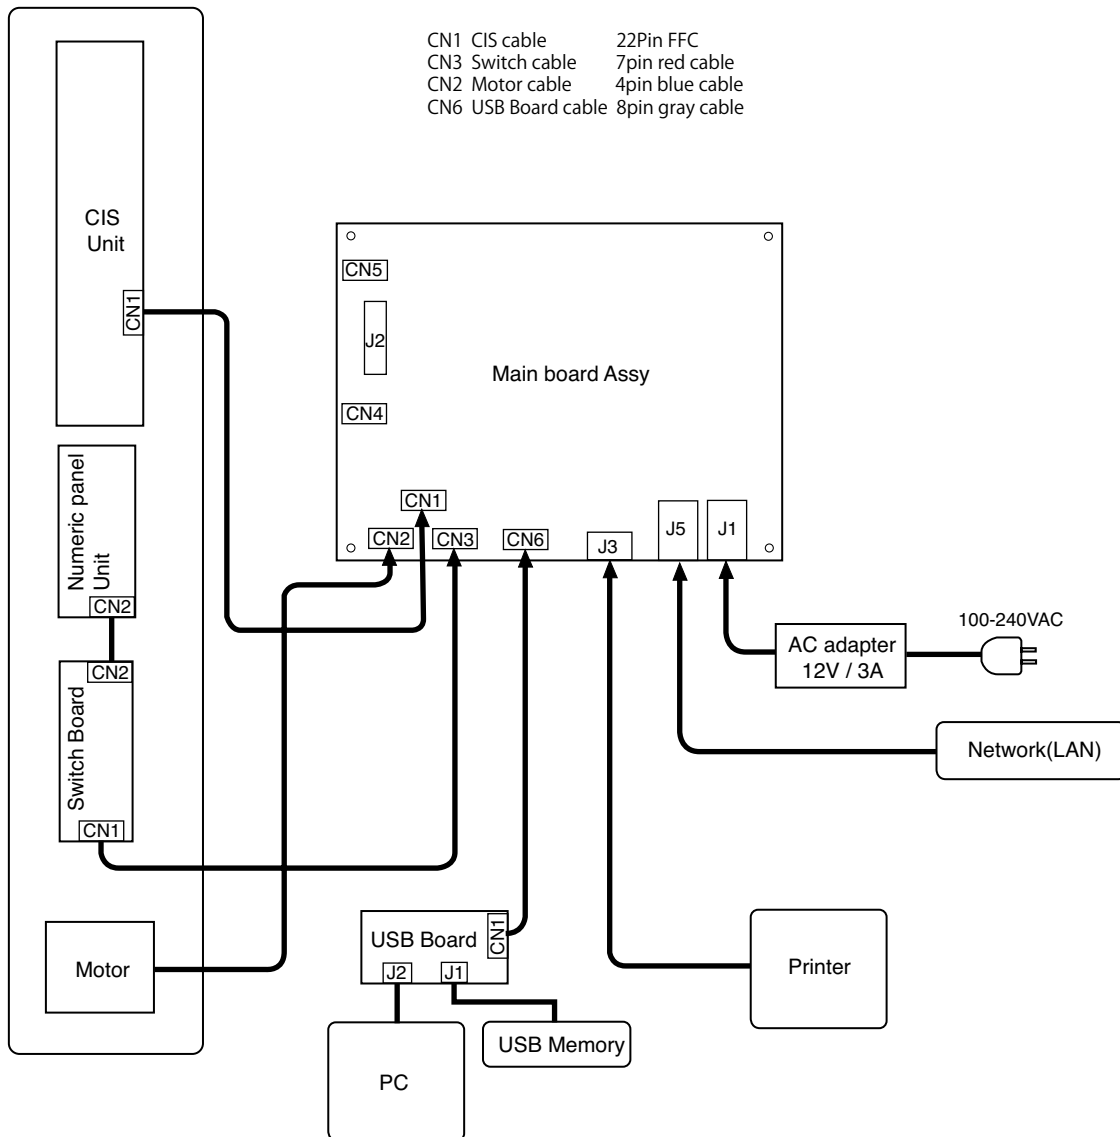 CN1 CIS cable 22Pin FFC
CN3 Switch cable 7pin red cable
CN2 Motor cable 4pin blue cable
CN6 USB Board cable 8pin gray cable
CIS
Unit
CN1
CN5
J2
Main board Assy
CN4
CN1
CN2
CN3
CN6
J3
J5
J1
Numeric panel
Unit
CN2
CN2
Switch Board
CN1
100-240VAC
AC adapter
12V / 3A
Network(LAN)
Motor
USB Board
CN1
J2
J1
Printer
USB Memory
PC